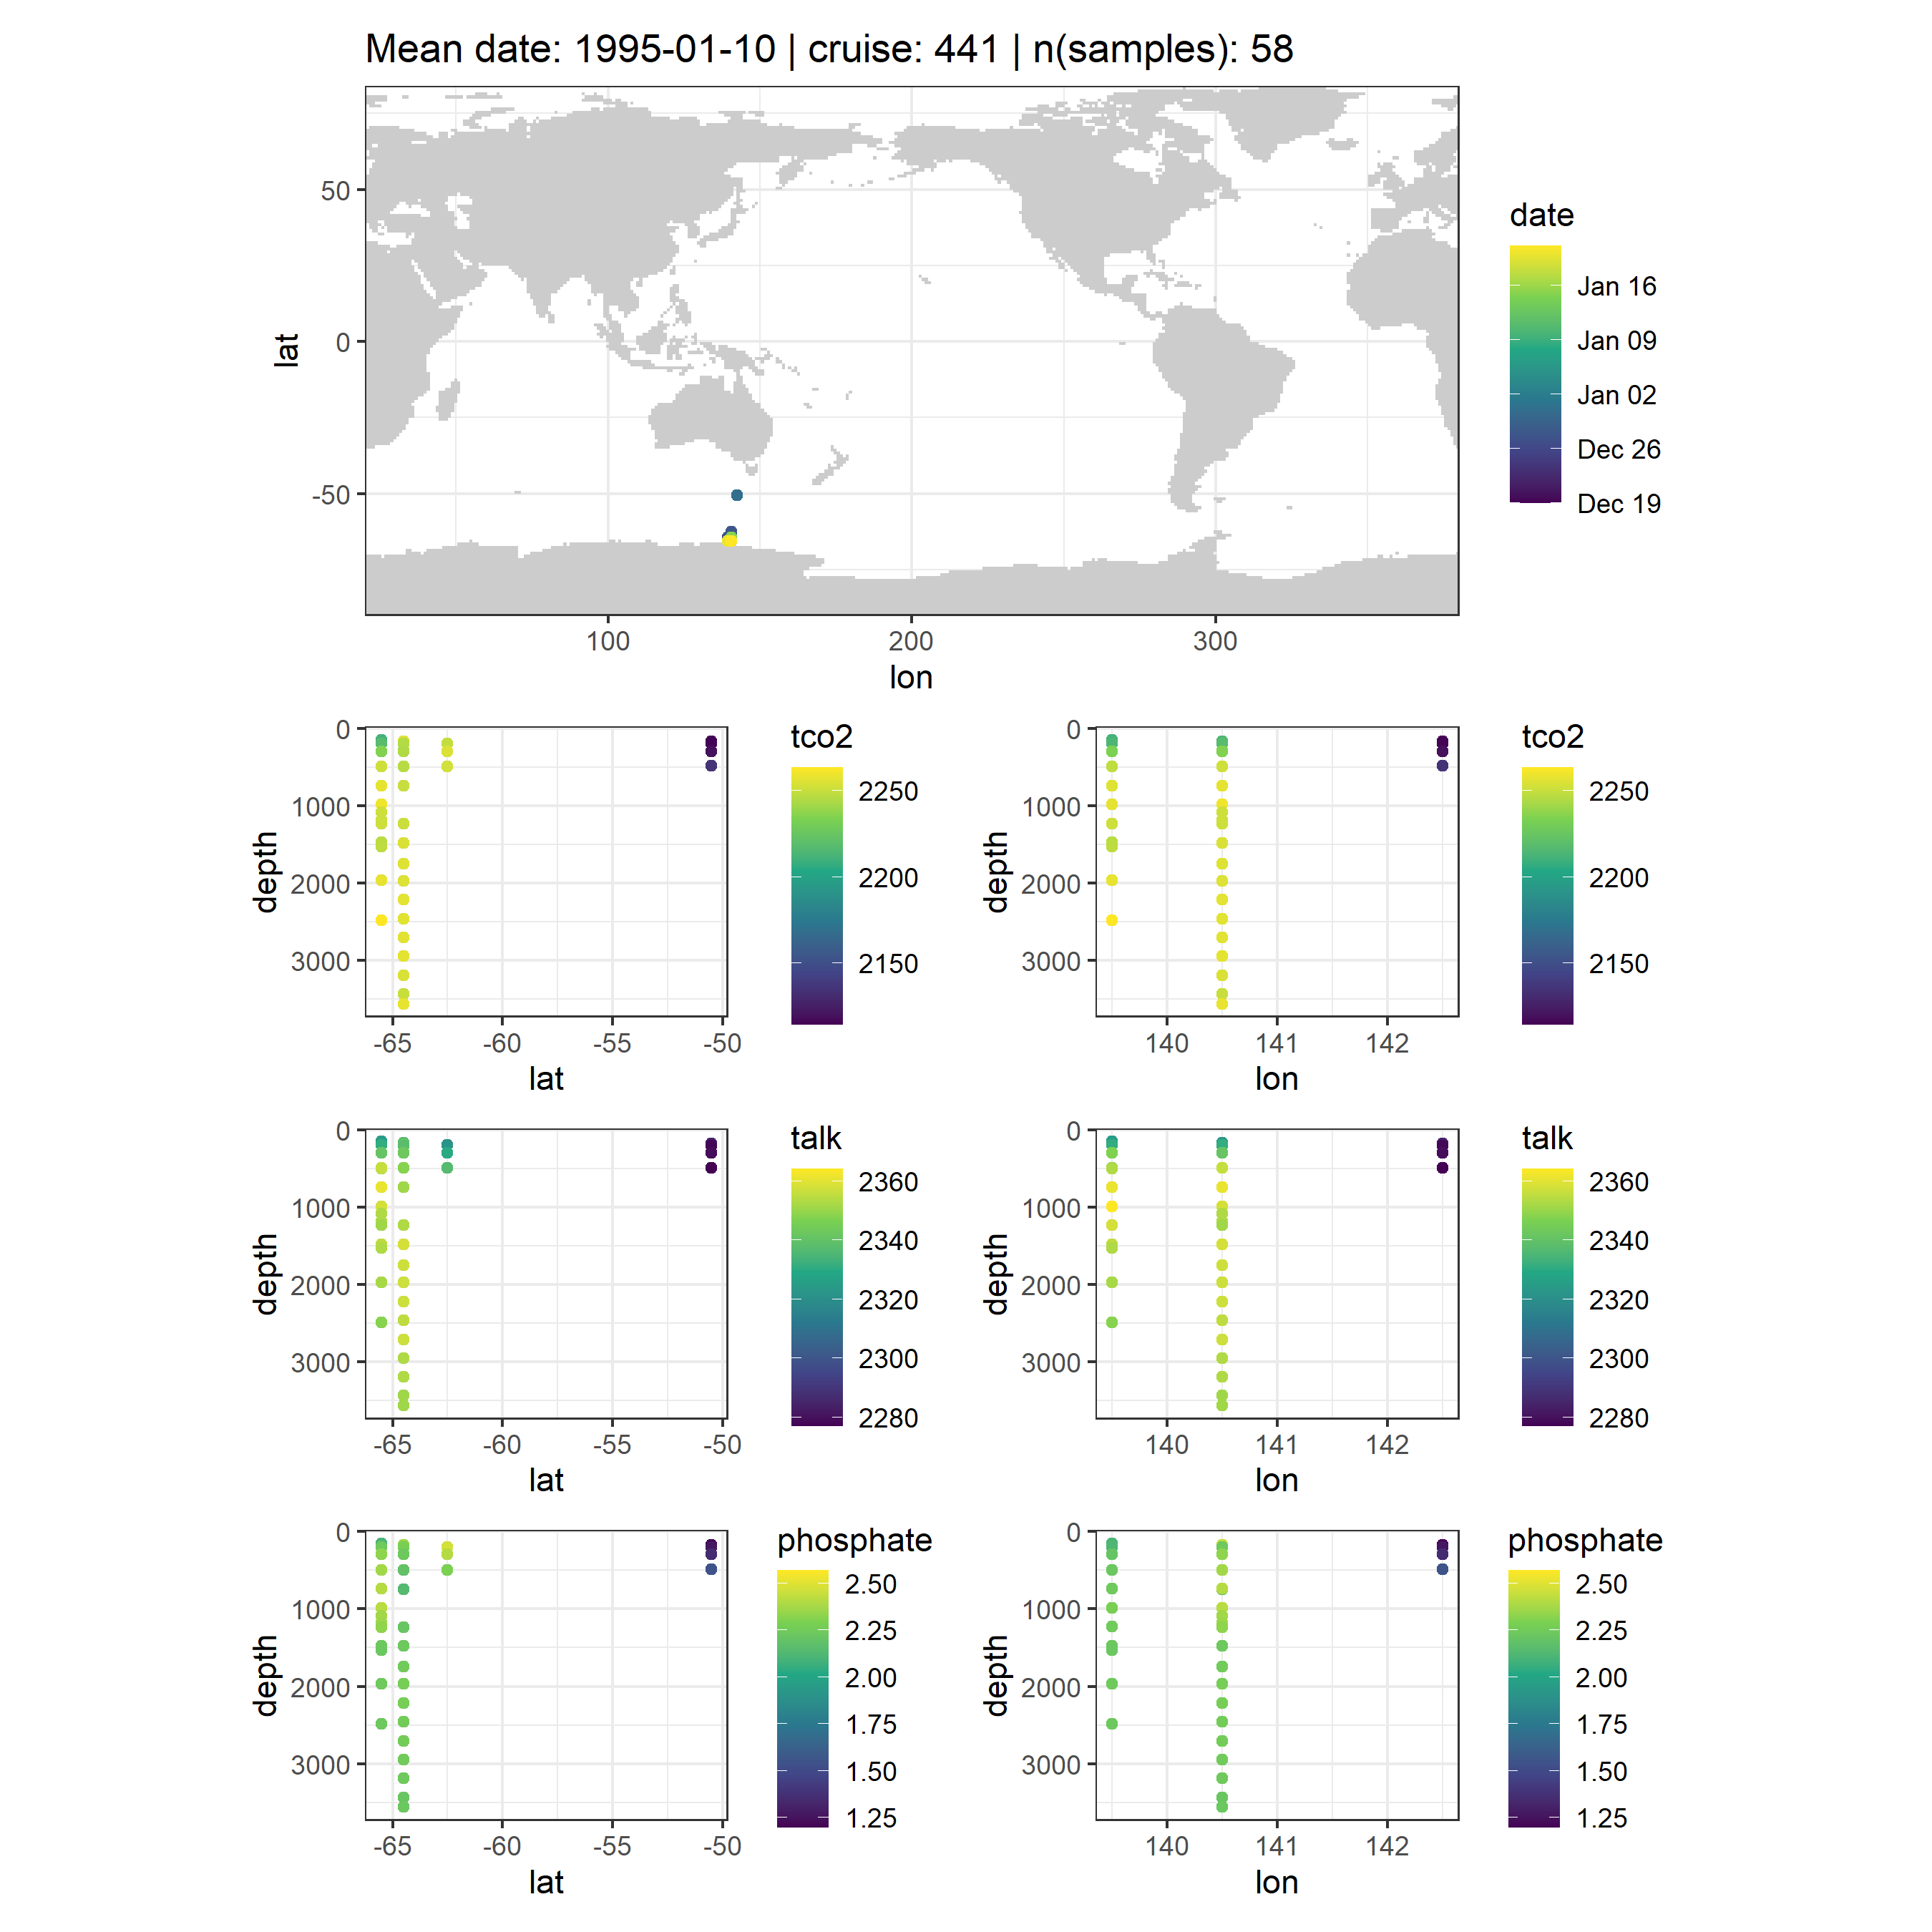 Mean date: 1995-01-10 | cruise: 441 | n(samples): 58
lat
50
0
-50
100 200 300
lon
date
Jan 16
Jan 09
Jan 02
Dec 26
Dec 19
depth
0
1000
2000
3000
-65 -60 -55 -50
lat
tco2
2250
2200
2150
depth
0
1000
2000
3000
140 141 142
lon
tco2
2250
2200
2150
depth
0
1000
2000
3000
-65 -60 -55 -50
lat
talk
2360
2340
2320
2300
2280
depth
0
1000
2000
3000
140 141 142
lon
talk
2360
2340
2320
2300
2280
depth
0
1000
2000
3000
-65 -60 -55 -50
lat
phosphate
2.50
2.25
2.00
1.75
1.50
1.25
depth
0
1000
2000
3000
140 141 142
lon
phosphate
2.50
2.25
2.00
1.75
1.50
1.25